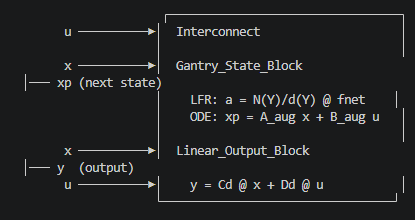 u Interconnect
x Gantry_State_Block
xp (next state)
LFR: a = N(Y)/d(Y) @ fnet
ODE: xp = A_aug x + B_aug u
x Linear_Output_Block
y (output)
u y = Cd @ x + Dd @ u